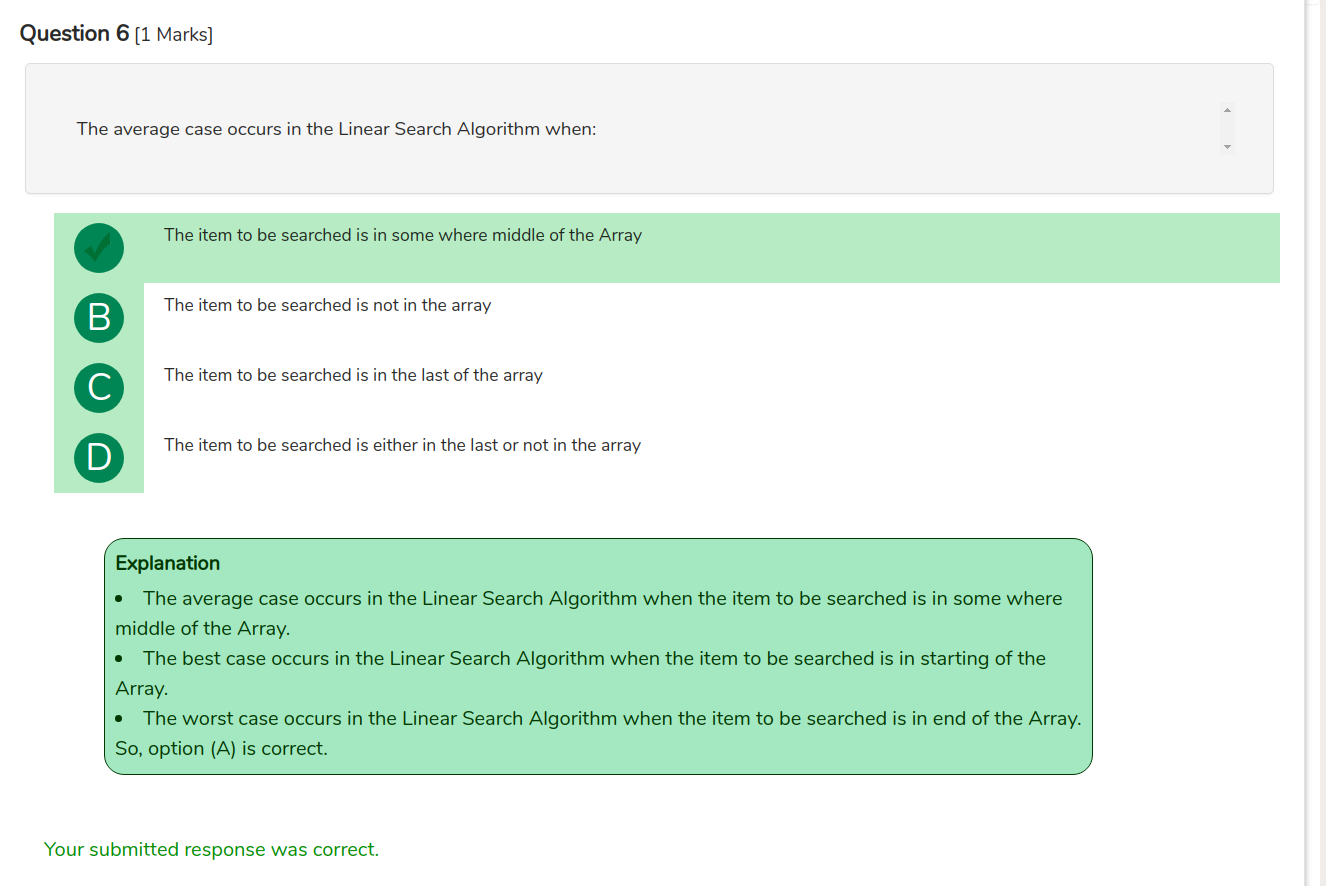 Question 6 [1 Marks]
The average case occurs in the Linear Search Algorithm when:
The item to be searched is in some where middle of the Array
B
The item to be searched is not in the array
C
The item to be searched is in the last of the array
D
The item to be searched is either in the last or not in the array
Explanation
• The average case occurs in the Linear Search Algorithm when the item to be searched is in some where
middle of the Array.
• The best case occurs in the Linear Search Algorithm when the item to be searched is in starting of the
Array.
• The worst case occurs in the Linear Search Algorithm when the item to be searched is in end of the Array.
So, option (A) is correct.
Your submitted response was correct.